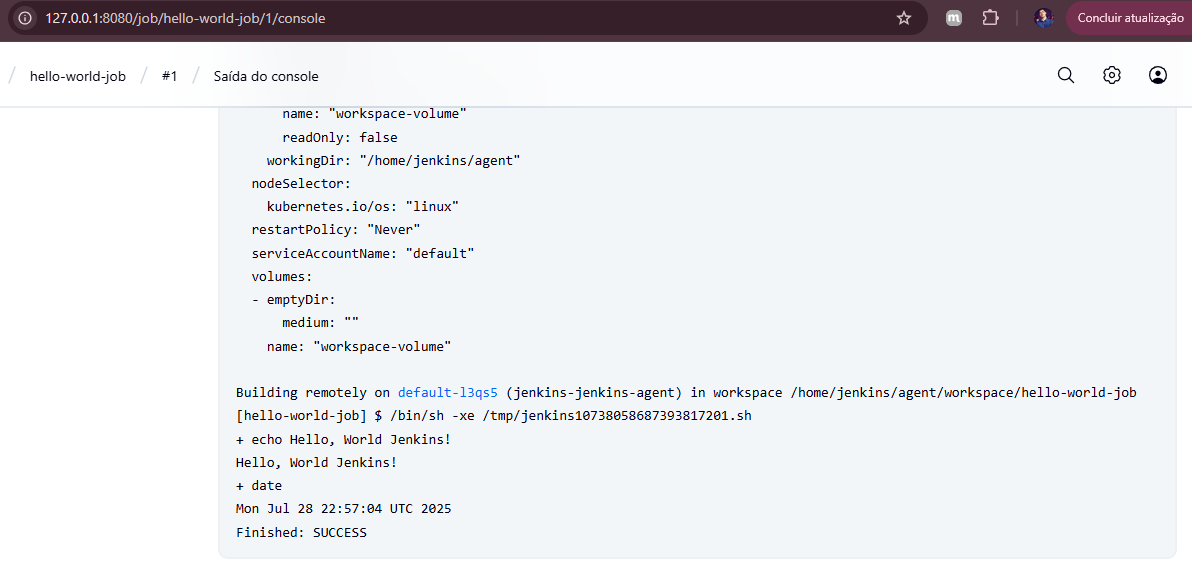 127.0.0.1:8080/job/hello-world-job/1/console
m
Concluir atualização
/ hello-world-job / #1 / Saída do console
name: "workspace-volume"
readOnly: false
workingDir: "/home/jenkins/agent"
nodeSelector:
kubernetes.io/os: "linux"
restartPolicy: "Never"
serviceAccountName: "default"
volumes:
- emptyDir:
medium: ""
name: "workspace-volume"
Building remotely on default-l3qs5 (jenkins-jenkins-agent) in workspace /home/jenkins/agent/workspace/hello-world-job
[hello-world-job] $ /bin/sh -xe /tmp/jenkins10738058687393817201.sh
+ echo Hello, World Jenkins!
Hello, World Jenkins!
+ date
Mon Jul 28 22:57:04 UTC 2025
Finished: SUCCESS